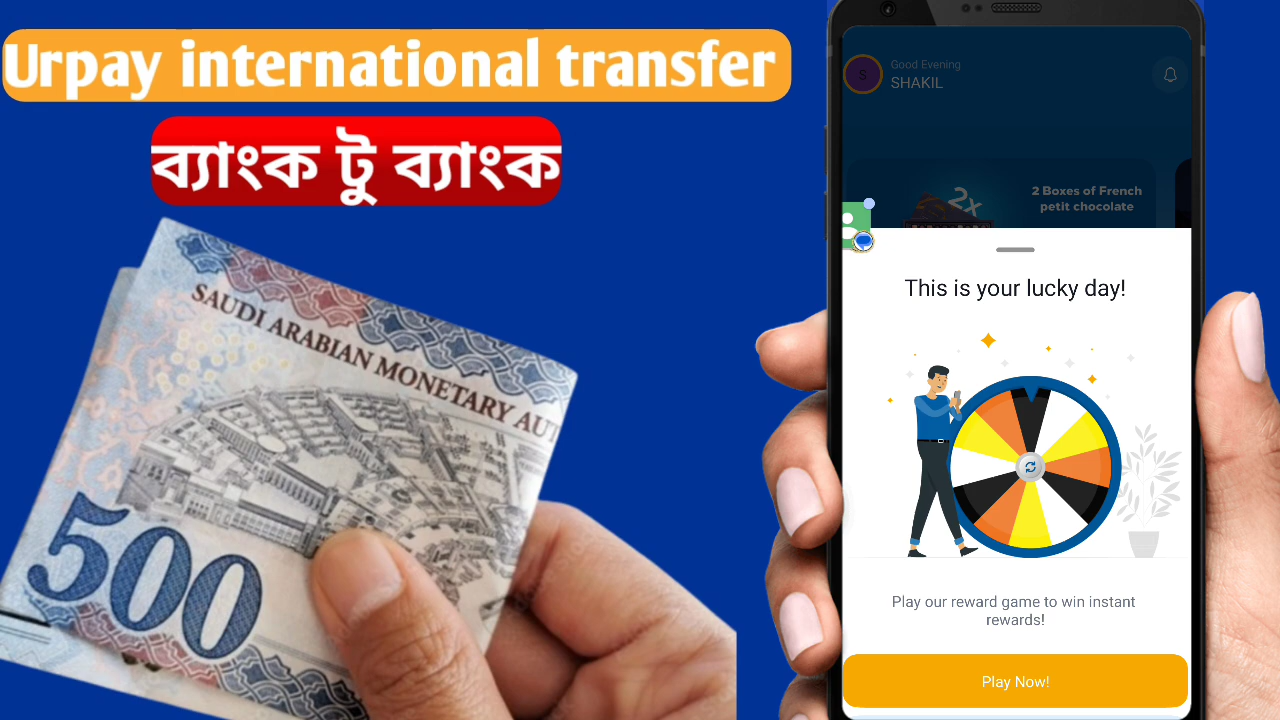 Urpay international transfer
ব্যাংক টু ব্যাংক
SAUDI ARABIAN MONETARY AUT
500
S
Good Evening
SHAKIL
2x
2 Boxes of French
petit chocolate
This is your lucky day!
Play our reward game to win instant
rewards!
Play Now!